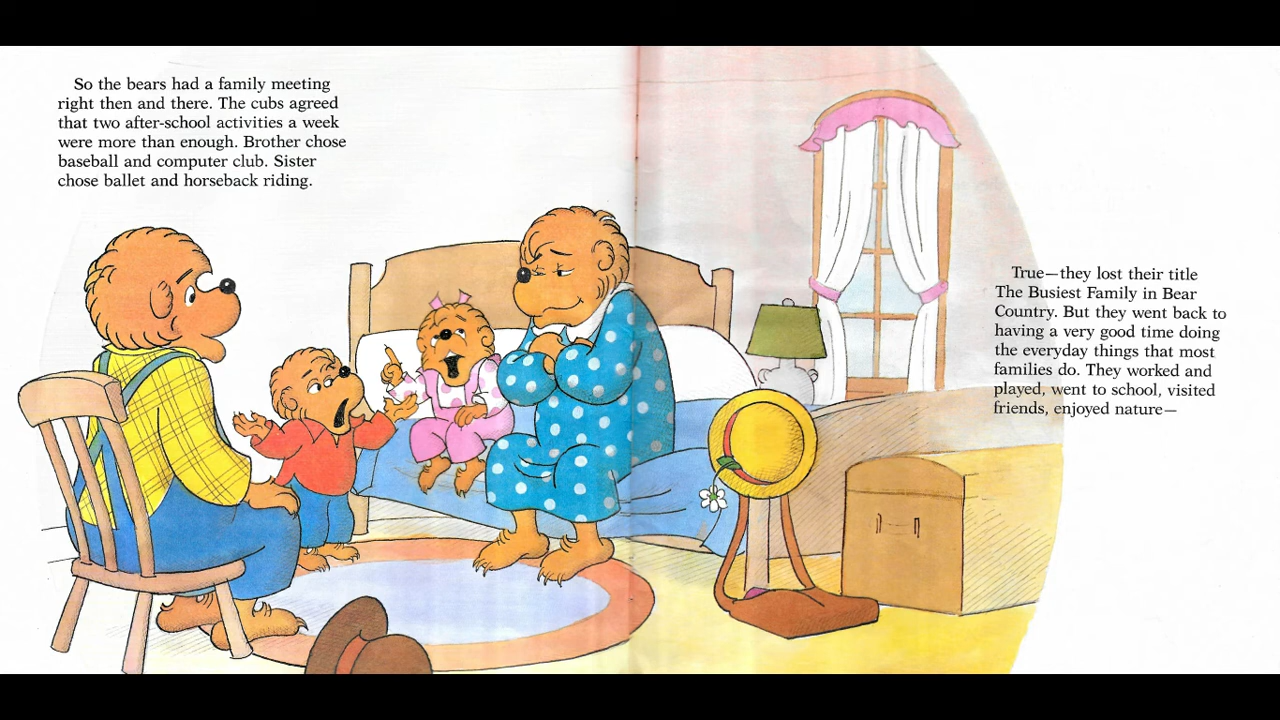 So the bears had a family meeting
right then and there. The cubs agreed
that two after-school activities a week
were more than enough. Brother chose
baseball and computer club. Sister
chose ballet and horseback riding.
True—they lost their title
The Busiest Family in Bear
Country. But they went back to
having a very good time doing
the everyday things that most
families do. They worked and
played, went to school, visited
friends, enjoyed nature—